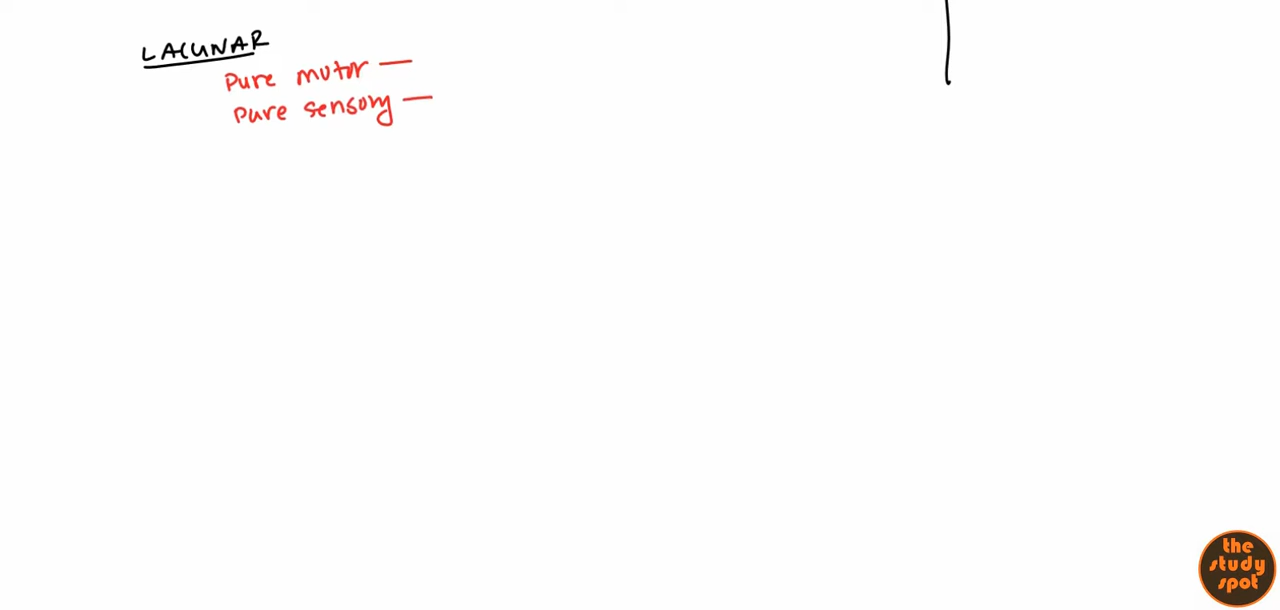 LACUNAR
Pure motor —
Pure sensory —
the
study
spot